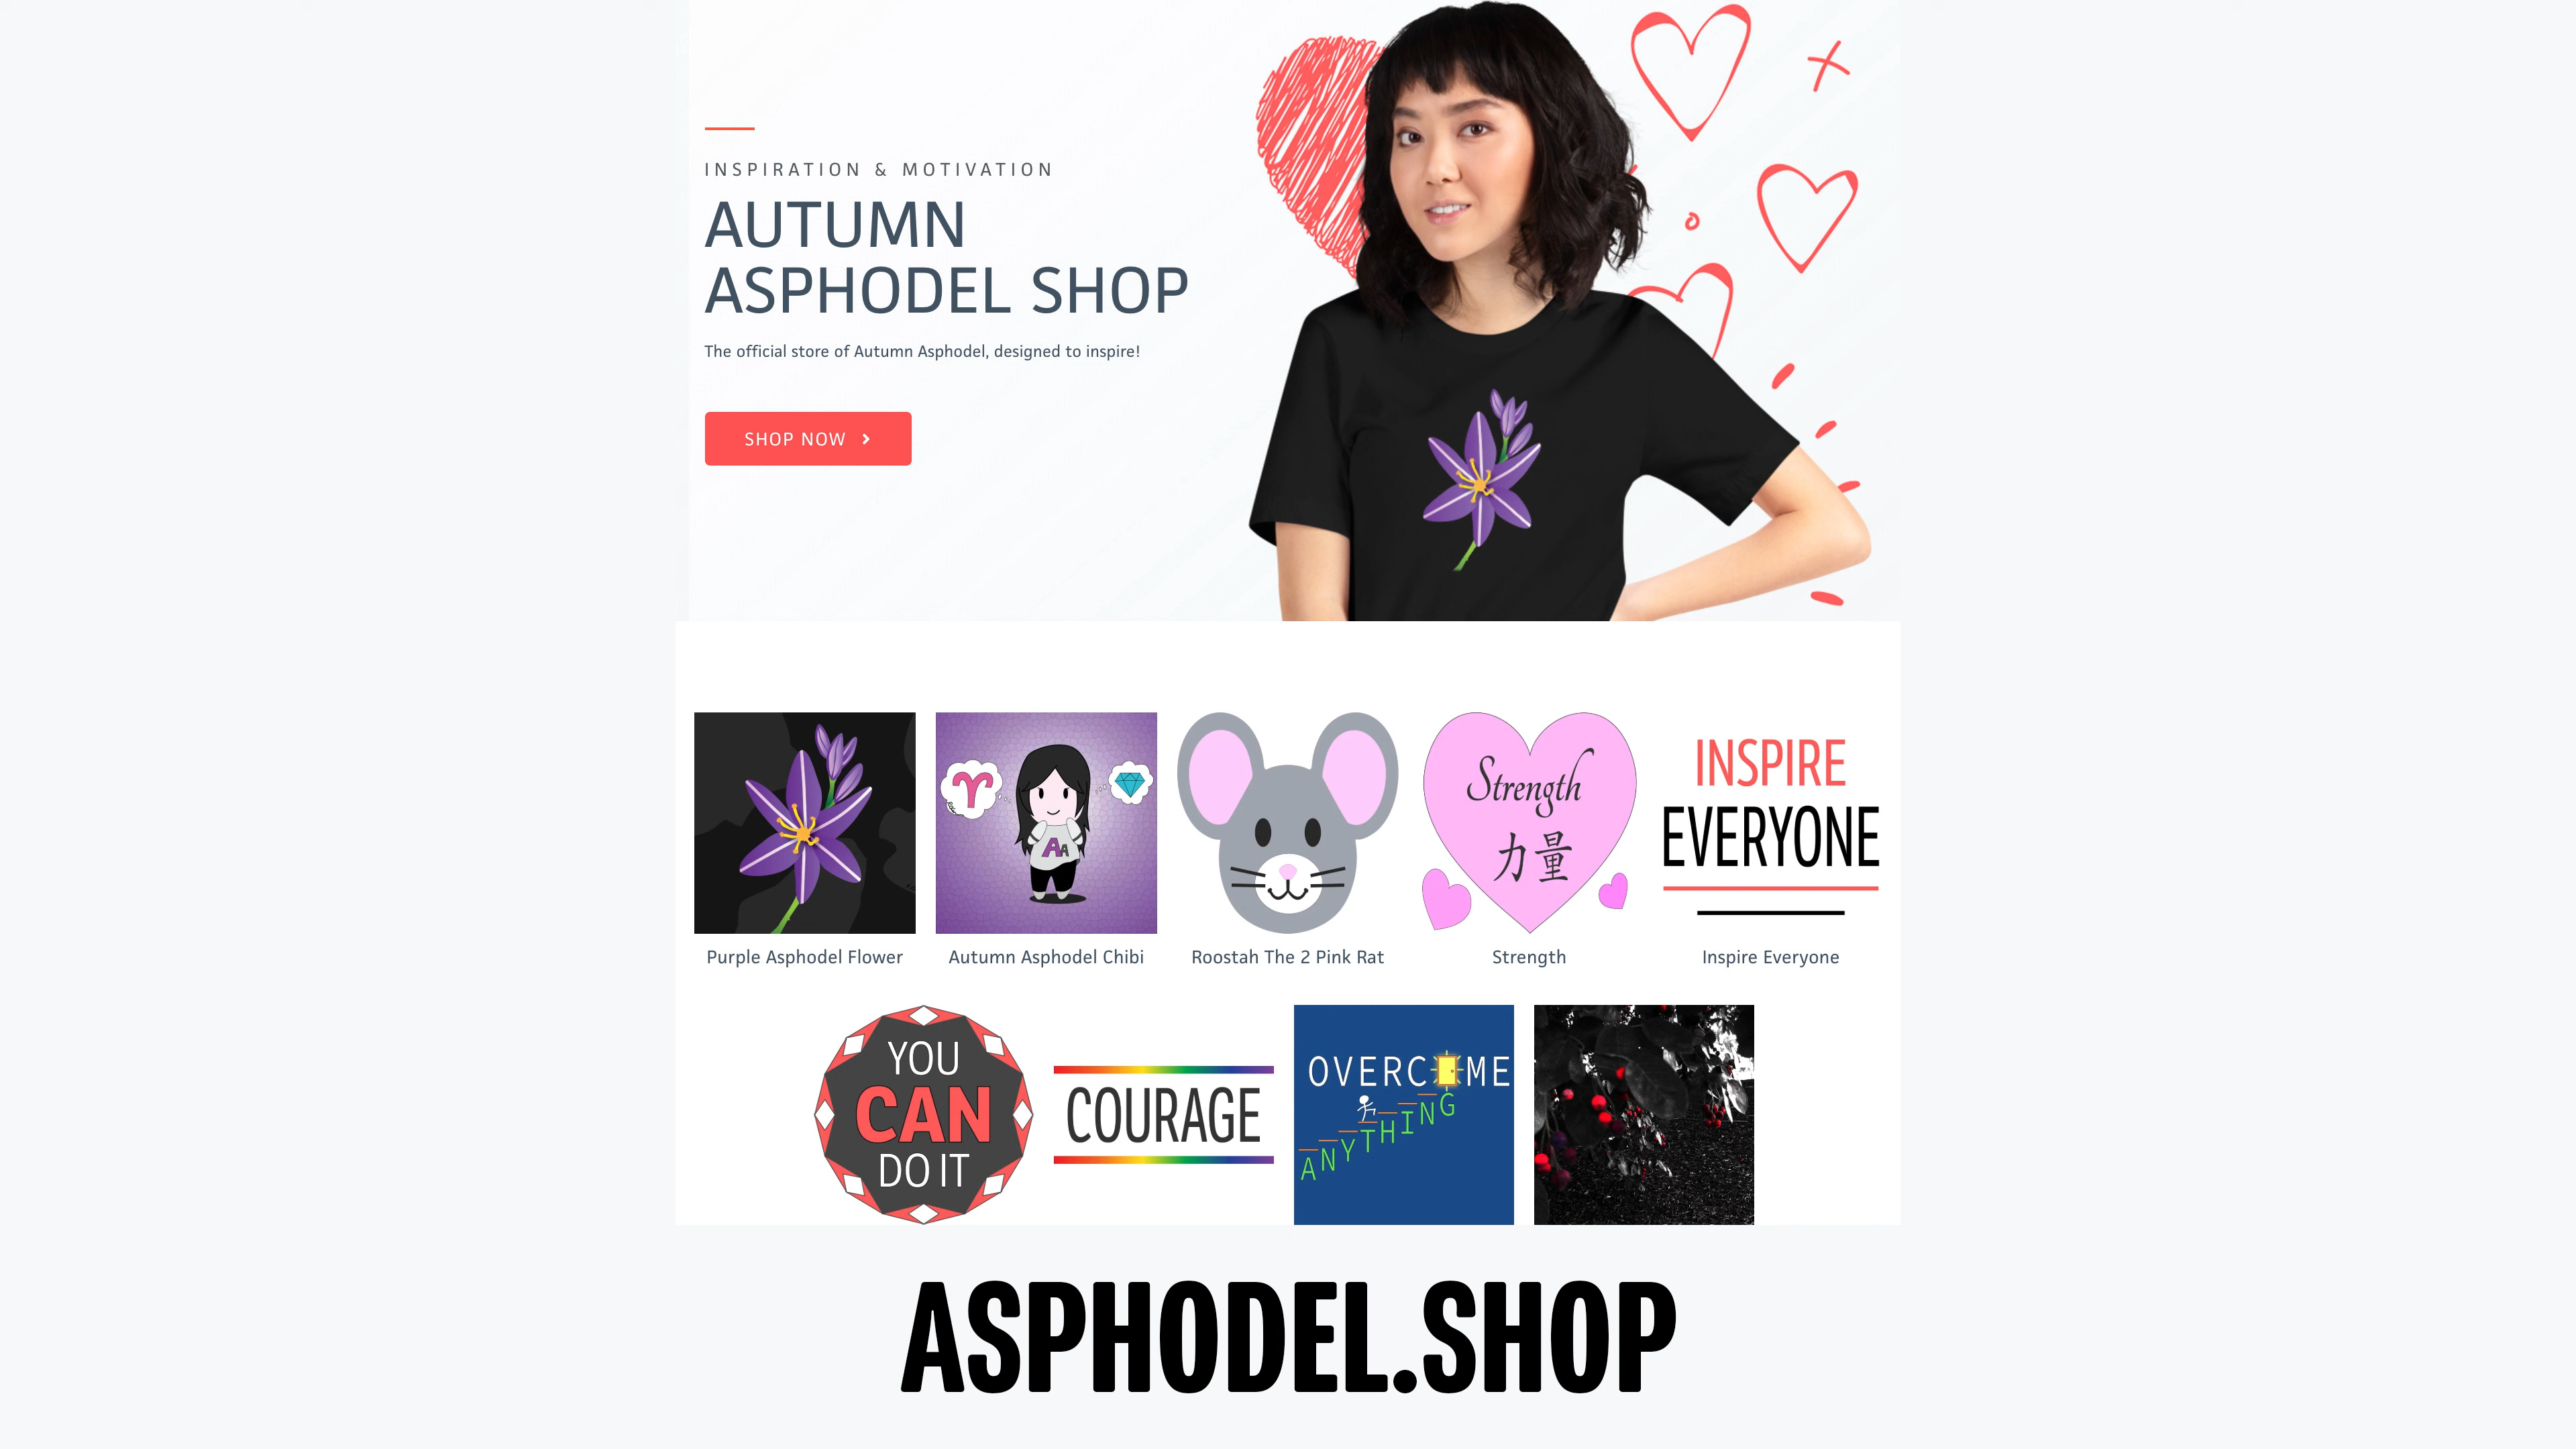 INSPIRATION & MOTIVATION
AUTUMN
ASPHODEL SHOP
The official store of Autumn Asphodel, designed to inspire!
SHOP NOW
AA
Strength
力量
INSPIRE
EVERYONE
Purple Asphodel Flower
Autumn Asphodel Chibi
Roostah The 2 Pink Rat
Strength
Inspire Everyone
YOU
CAN
DO IT
COURAGE
OVERCOME
ANYTHING
ASPHODEL.SHOP